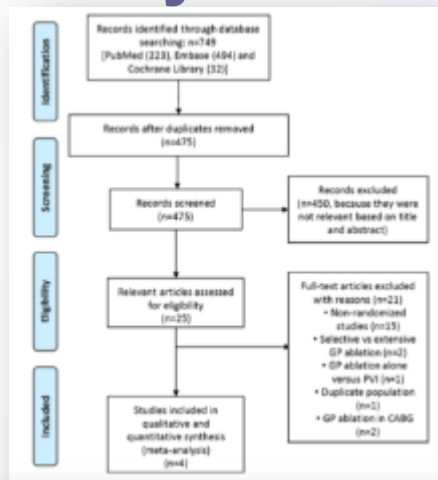 Identification
Records identified through database
searching: n=749
[PubMed (223), Embase (494) and
Cochrane Library (32)]
Records after duplicates removed
(n=475)
Screening
Records screened
(n=475)
Records excluded
(n=450, because they were
not relevant based on title
and abstract)
Eligibility
Relevant articles assessed
for eligibility
(n=25)
Full-text articles excluded
with reasons (n=21)
• Non-randomized
studies (n=15)
• Selective vs extensive
GP ablation (n=2)
• GP ablation alone
versus PVI (n=1)
• Duplicate population
(n=1)
• GP ablation in CABG
(n=2)
Included
Studies included in
qualitative and
quantitative synthesis
(meta-analysis)
(n=4)